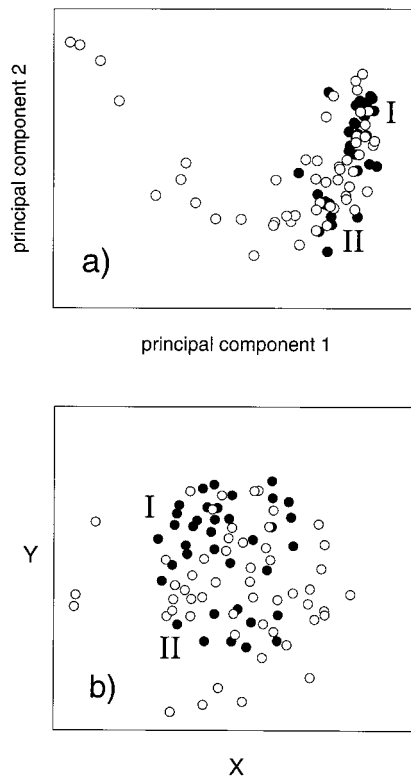 principal component 2
I
II
a)
principal component 1
I
Y
II
b)
X